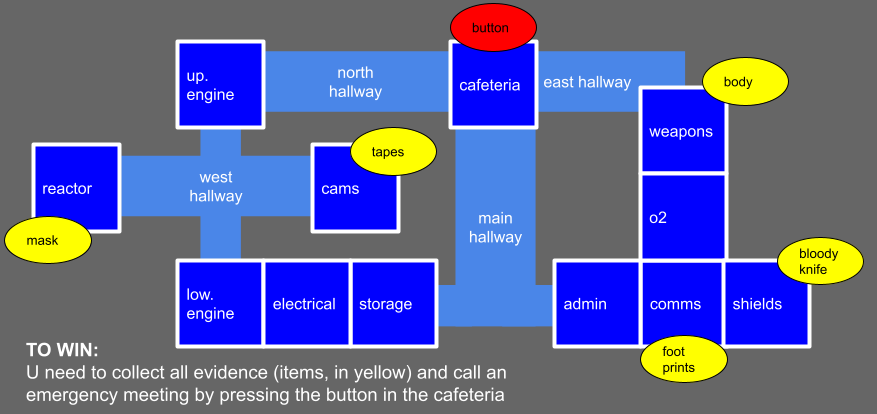 button
up.
engine
north
hallway
cafeteria
east hallway
body
weapons
tapes
reactor
west
hallway
cams
mask
main
hallway
o2
bloody
knife
low.
engine
electrical
storage
admin
comms
shields
foot
prints
TO WIN:
U need to collect all evidence (items, in yellow) and call an
emergency meeting by pressing the button in the cafeteria